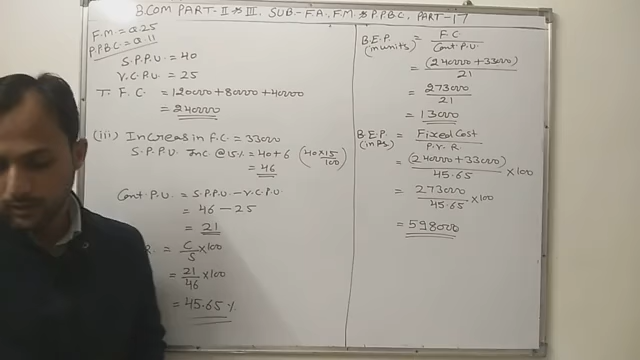 B.COM PART-II & III. SUB-F.A, F.M. & P.P.B.C. PART-17
F.M. = Q.25
P.P.B.C = Q.11
S.P.P.U = 40
V.C.P.U = 25
T. F. C. = 120000 + 80000 + 40000
= 240000
(iii) Increas in F.C. = 33000
S.P.P.U Inc. @ 15% = 40 + 6 (40 × 15/100)
= 46
Cont. P.U. = S.P.P.U - V.C.P.U.
= 46 - 25
= 21
R. = C/S × 100
= 21/46 × 100
= 45.65 %
B.E.P. (in units) = F.C / Cont. P.U.
= (240000 + 33000) / 21
= 273000 / 21
= 13000
B.E.P. (in Rs.) = Fixed Cost / P.V.R.
= (240000 + 33000) / 45.65 × 100
= 273000 / 45.65 × 100
= 598000